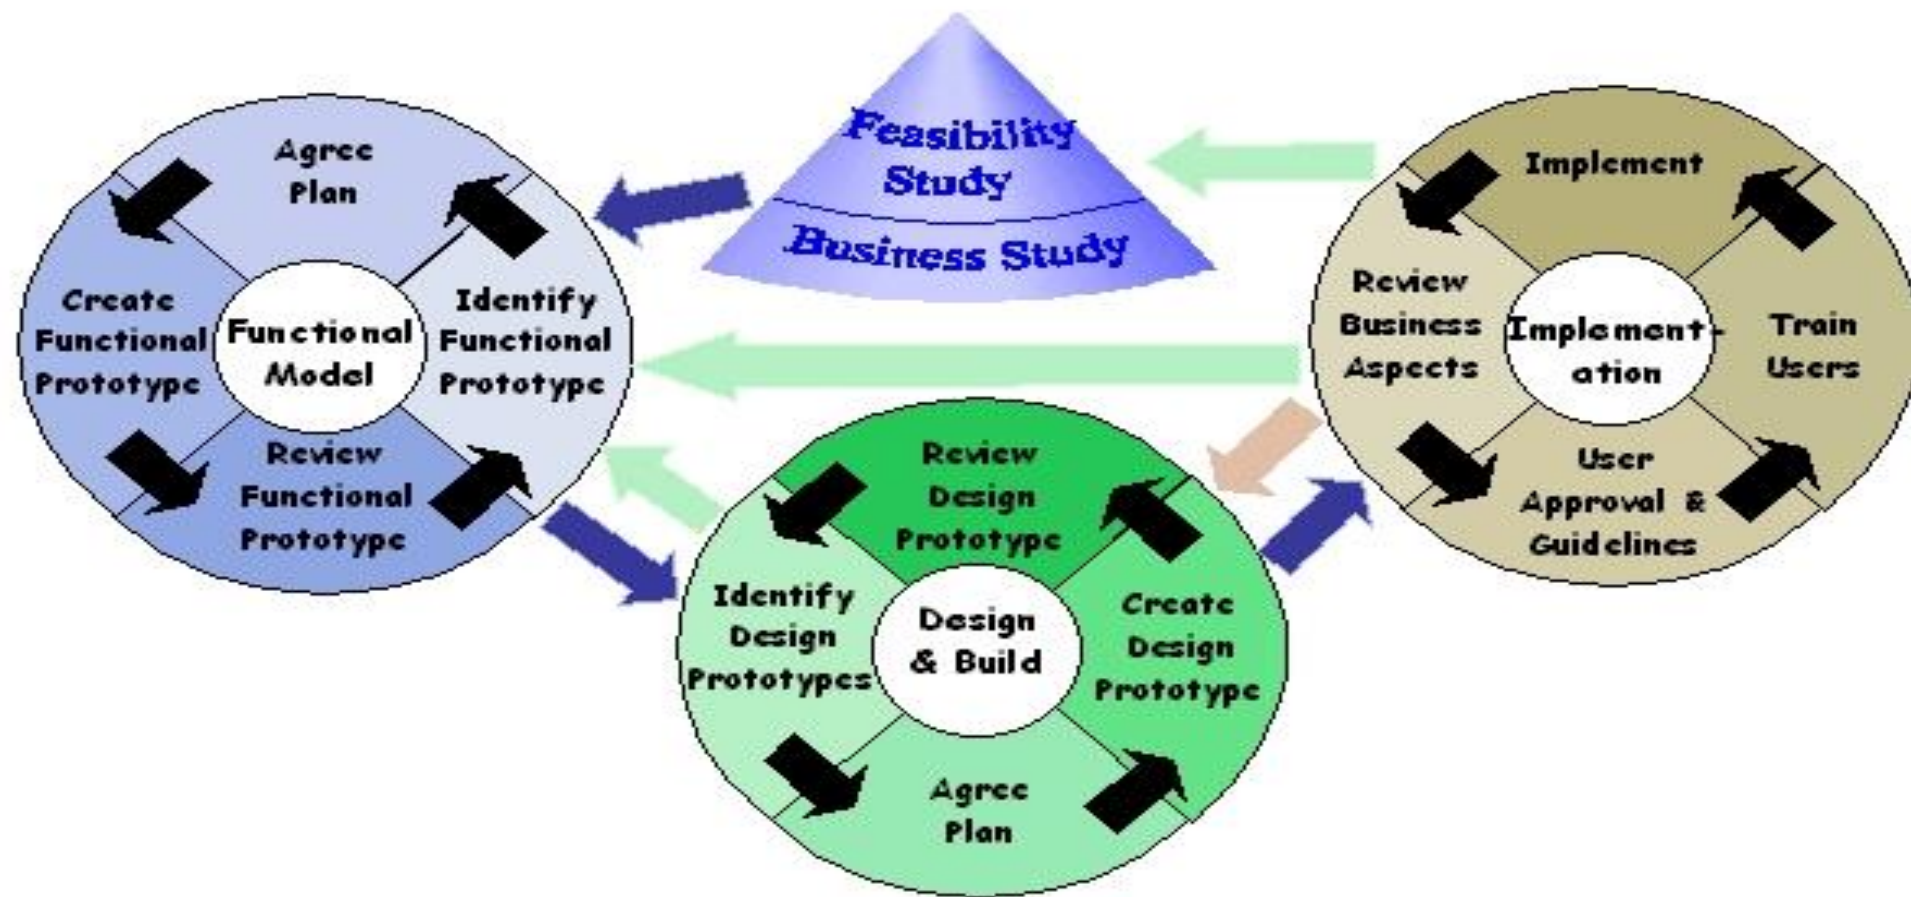 Feasibility
Study
Business Study
Agree
Plan
Create
Functional
Prototype
Functional
Model
Identify
Functional
Prototype
Review
Functional
Prototype
Review
Design
Prototype
Identify
Design
Prototypes
Design
& Build
Create
Design
Prototype
Agree
Plan
Implement
Review
Business
Aspects
Implement-
ation
Train
Users
User
Approval &
Guidelines